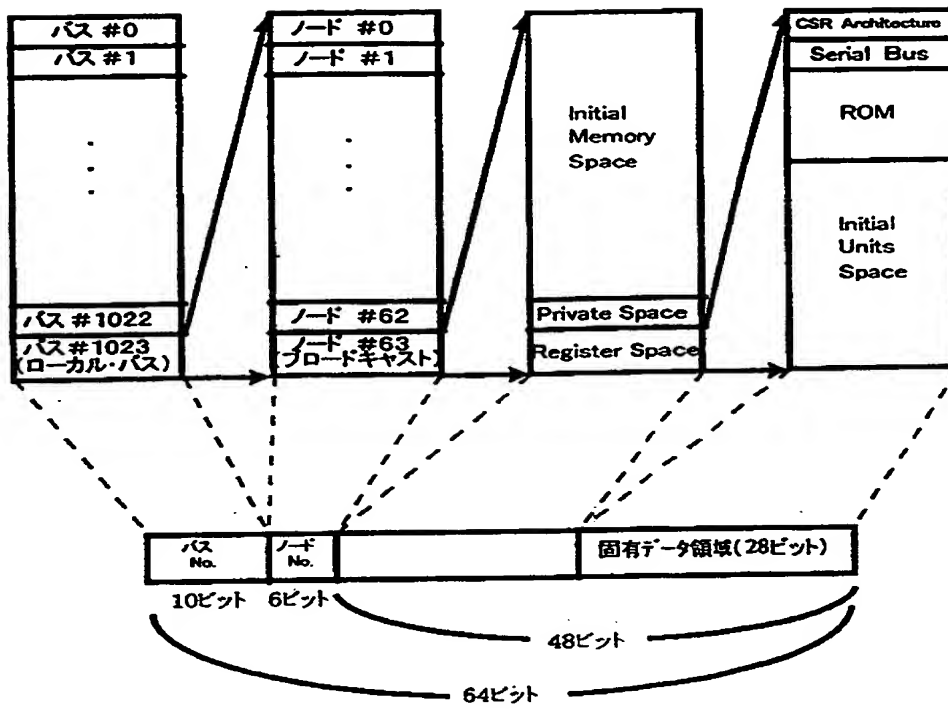 バス #0
バス #1
バス #1022
バス #1023
(ローカル・バス)
ノード #0
ノード #1
ノード #62
ノード #63
(ブロードキャスト)
Initial
Memory
Space
Private Space
Register Space
CSR Architecture
Serial Bus
ROM
Initial
Units
Space
バス
No.
ノード
No.
固有データ領域(28ビット)
10ビット
6ビット
48ビット
64ビット